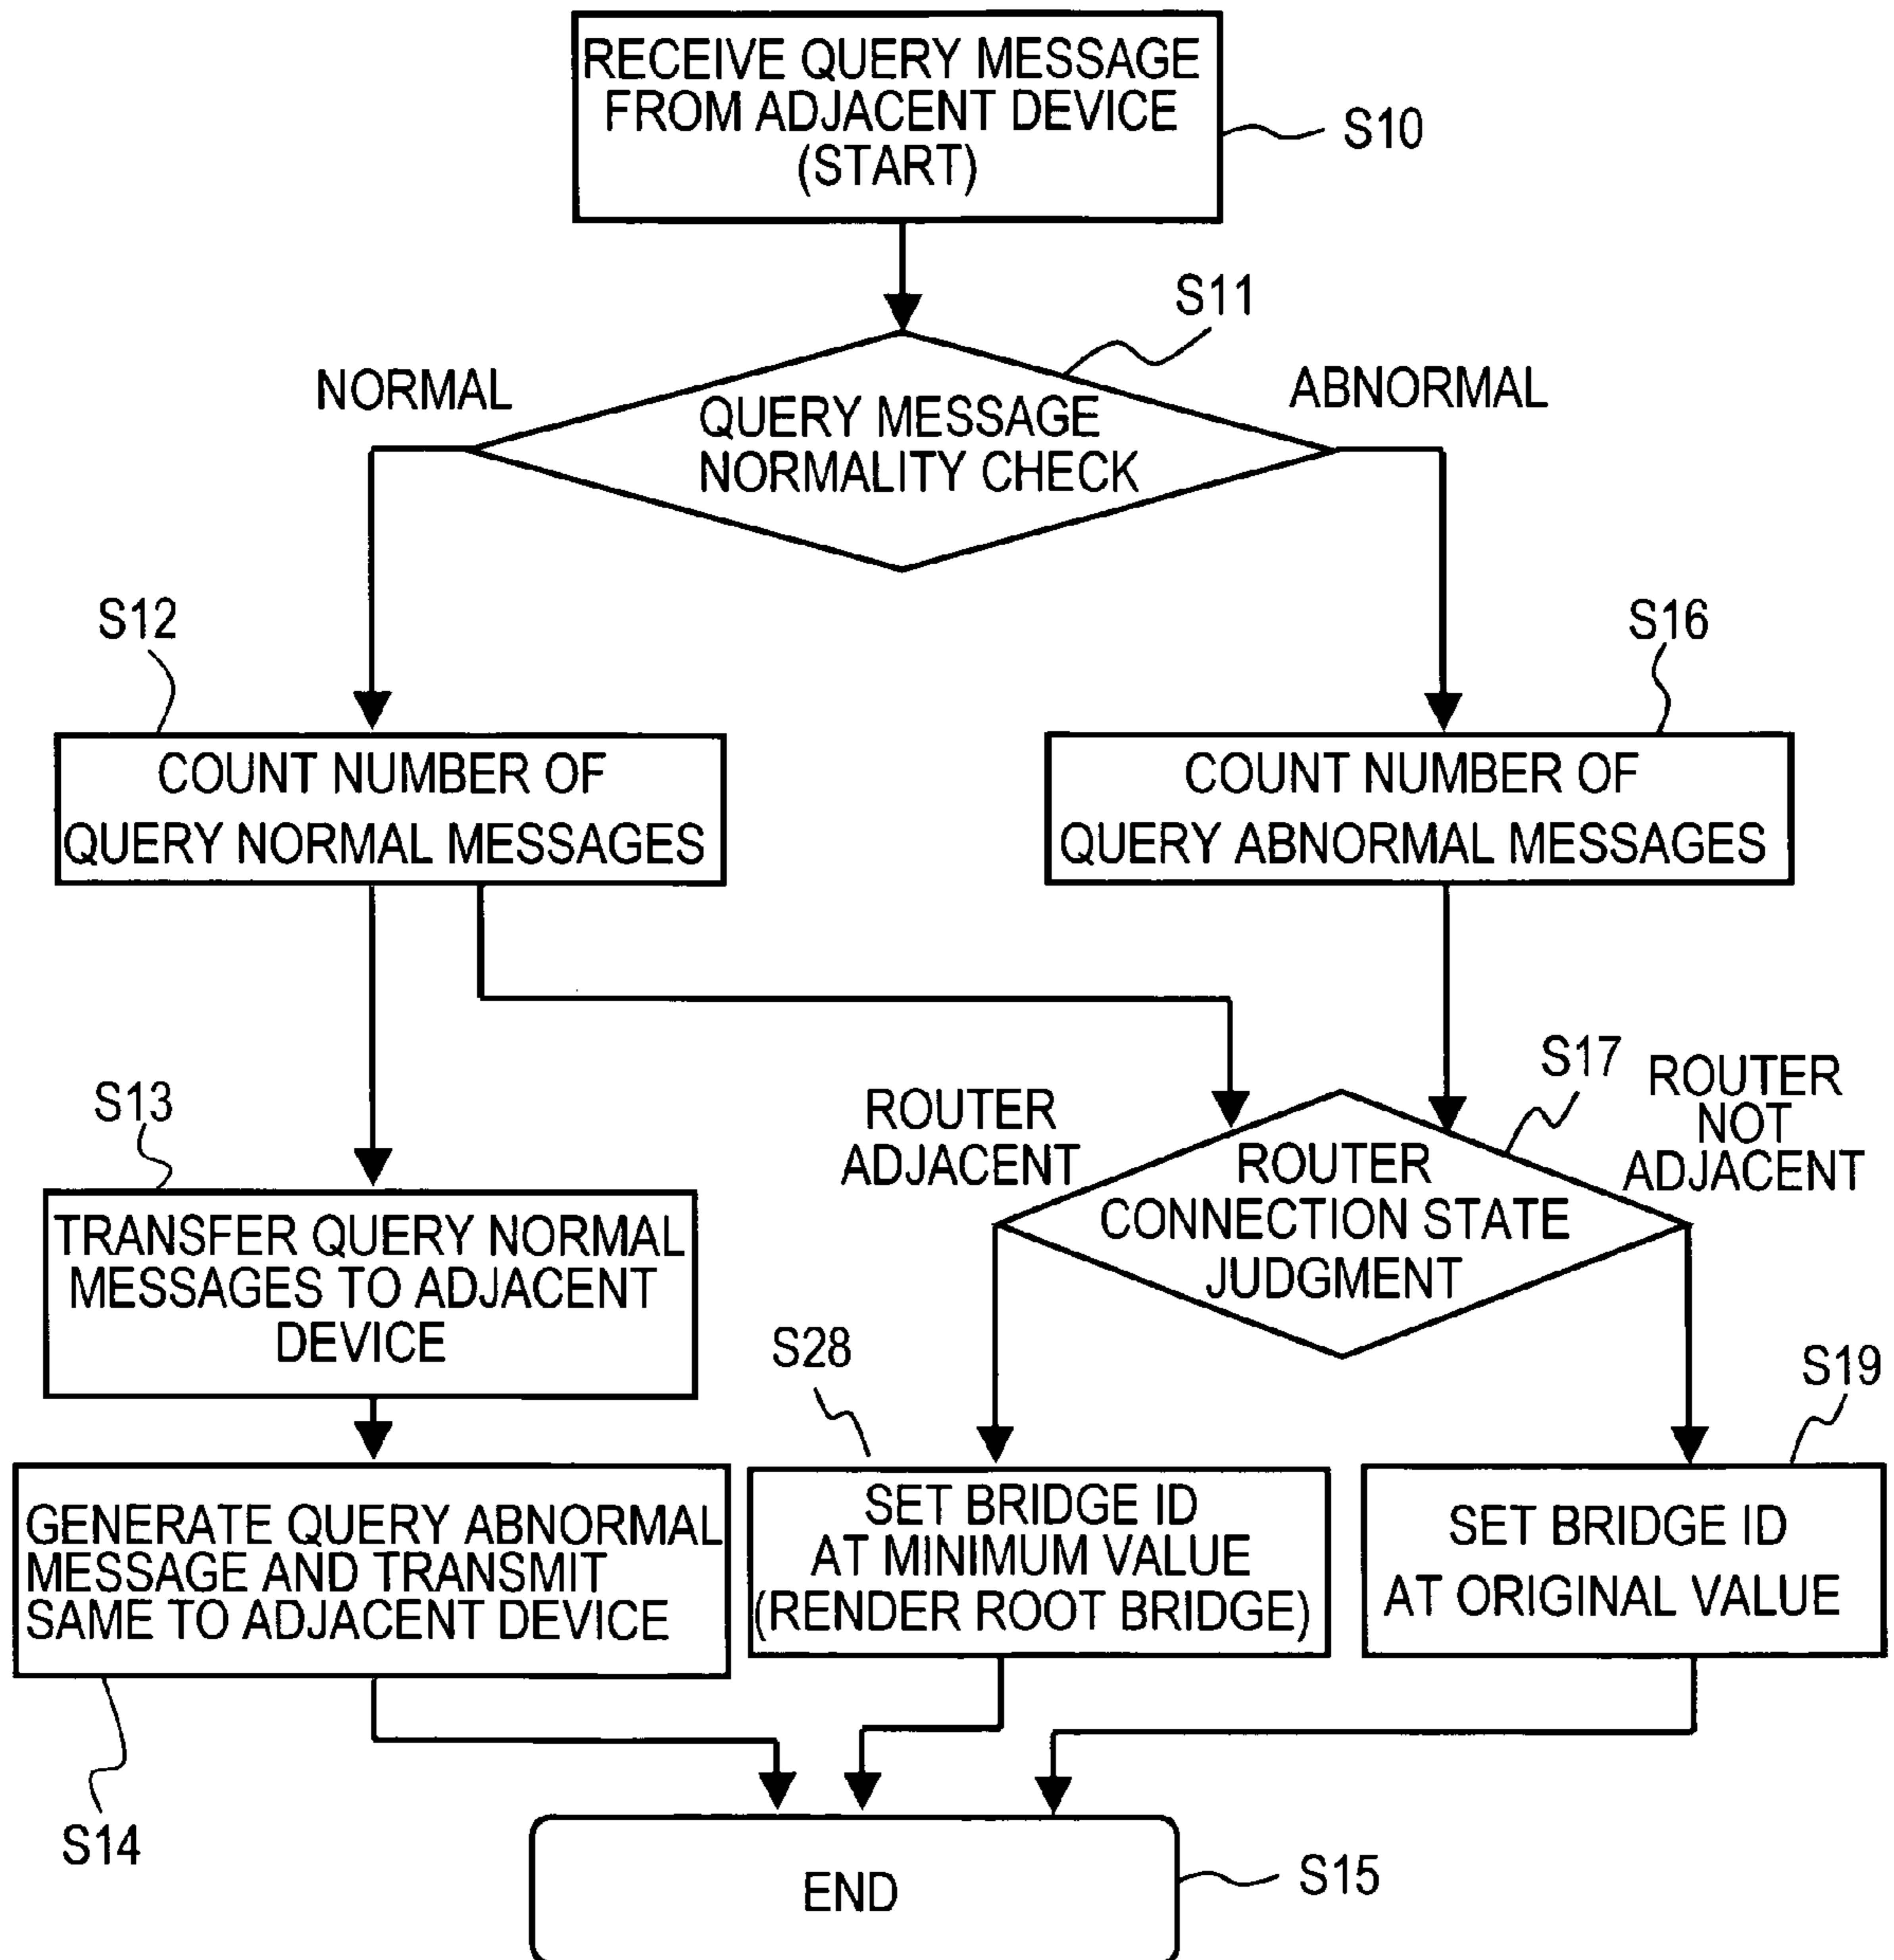 RECEIVE QUERY MESSAGE
FROM ADJACENT DEVICE
(START)
S10
S11
NORMAL
ABNORMAL
QUERY MESSAGE
NORMALITY CHECK
S12
S16
COUNT NUMBER OF
QUERY NORMAL MESSAGES
COUNT NUMBER OF
QUERY ABNORMAL MESSAGES
S17
S13
ROUTER
ADJACENT
ROUTER
NOT
ADJACENT
ROUTER
CONNECTION STATE
JUDGMENT
TRANSFER QUERY NORMAL
MESSAGES TO ADJACENT
DEVICE
S28
S19
GENERATE QUERY ABNORMAL
MESSAGE AND TRANSMIT
SAME TO ADJACENT DEVICE
SET BRIDGE ID
AT MINIMUM VALUE
(RENDER ROOT BRIDGE)
SET BRIDGE ID
AT ORIGINAL VALUE
S14
END
S15